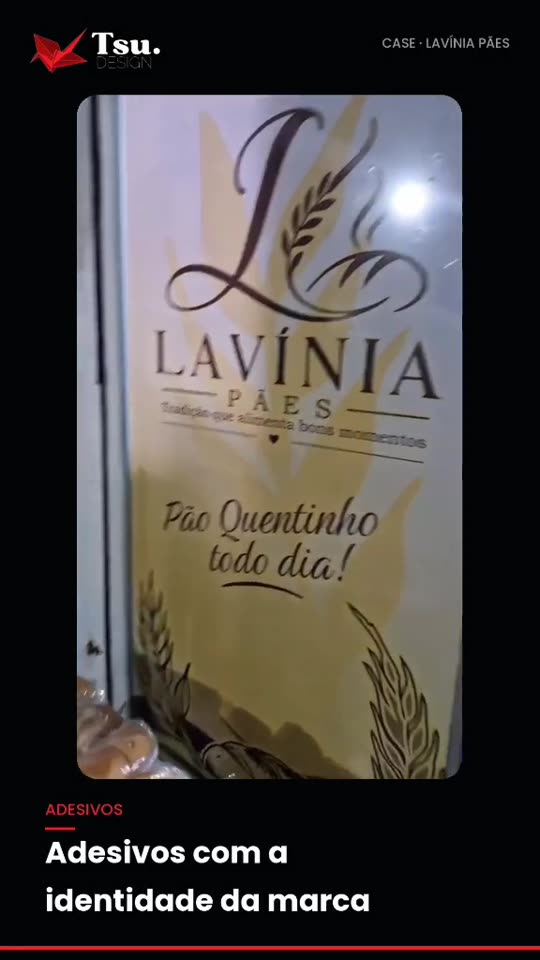 Tsu.
DESIGN
CASE · LAVÍNIA PÃES
L
LAVÍNIA
PÃES
Tradição que alimenta bons momentos
Pão Quentinho
todo dia!
ADESIVOS
Adesivos com a
identidade da marca